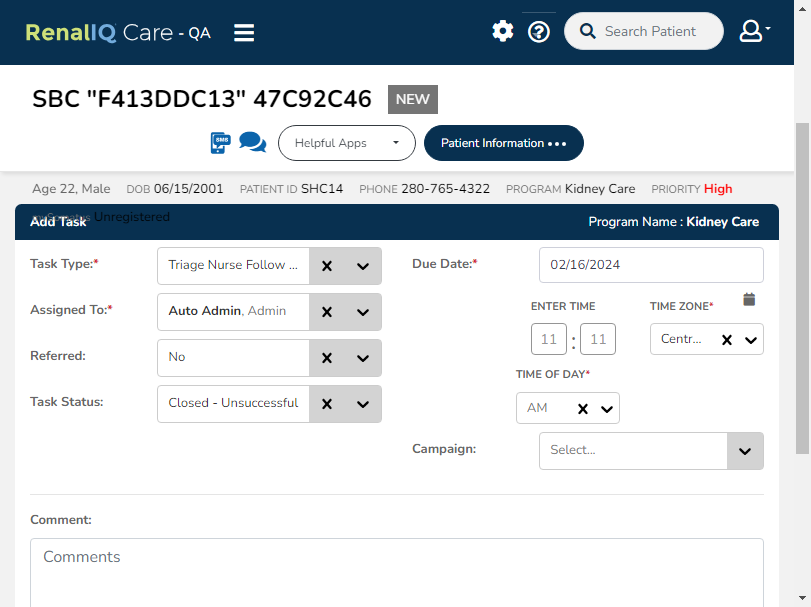 RenalIQ Care - QA
Search Patient
SBC "F413DDC13" 47C92C46 NEW
SMS Helpful Apps Patient Information •••
Age 22, Male DOB 06/15/2001 PATIENT ID SHC14 PHONE 280-765-4322 PROGRAM Kidney Care PRIORITY High
Unregistered
Add Task Program Name : Kidney Care
Task Type:* Triage Nurse Follow ... Due Date:* 02/16/2024
ENTER TIME TIME ZONE*
Assigned To:* Auto Admin, Admin
11 : 11 Centr...
Referred: No
TIME OF DAY*
Task Status: Closed - Unsuccessful AM
Campaign: Select...
Comment:
Comments